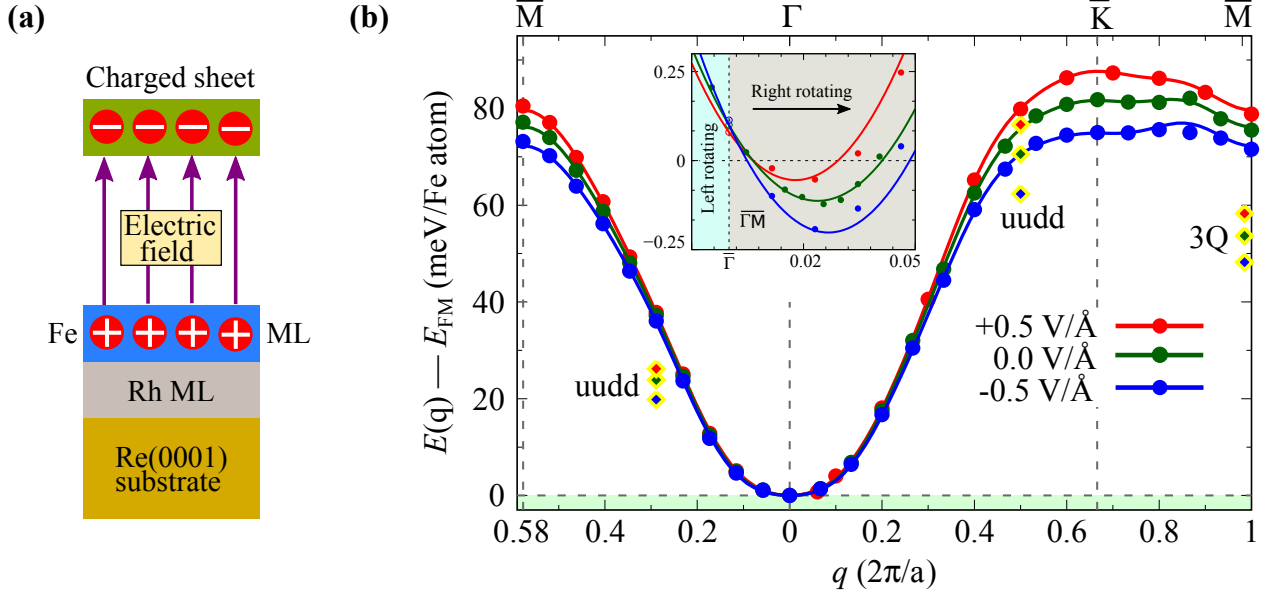 (a)
Charged sheet
− − − −
Electric
field
Fe
+ + + +
ML
Rh ML
Re(0001)
substrate
(b)
M̅ Γ K̅ M̅
E(q) — E_FM (meV/Fe atom)
80
60
40
20
0
0.25
0
−0.25
Left rotating
Right rotating
Γ̅M̅
Γ̅ 0.02 0.05
uudd
uudd
3Q
+0.5 V/Å
0.0 V/Å
-0.5 V/Å
0.58 0.4 0.2 0 0.2 0.4 0.6 0.8 1
q (2π/a)